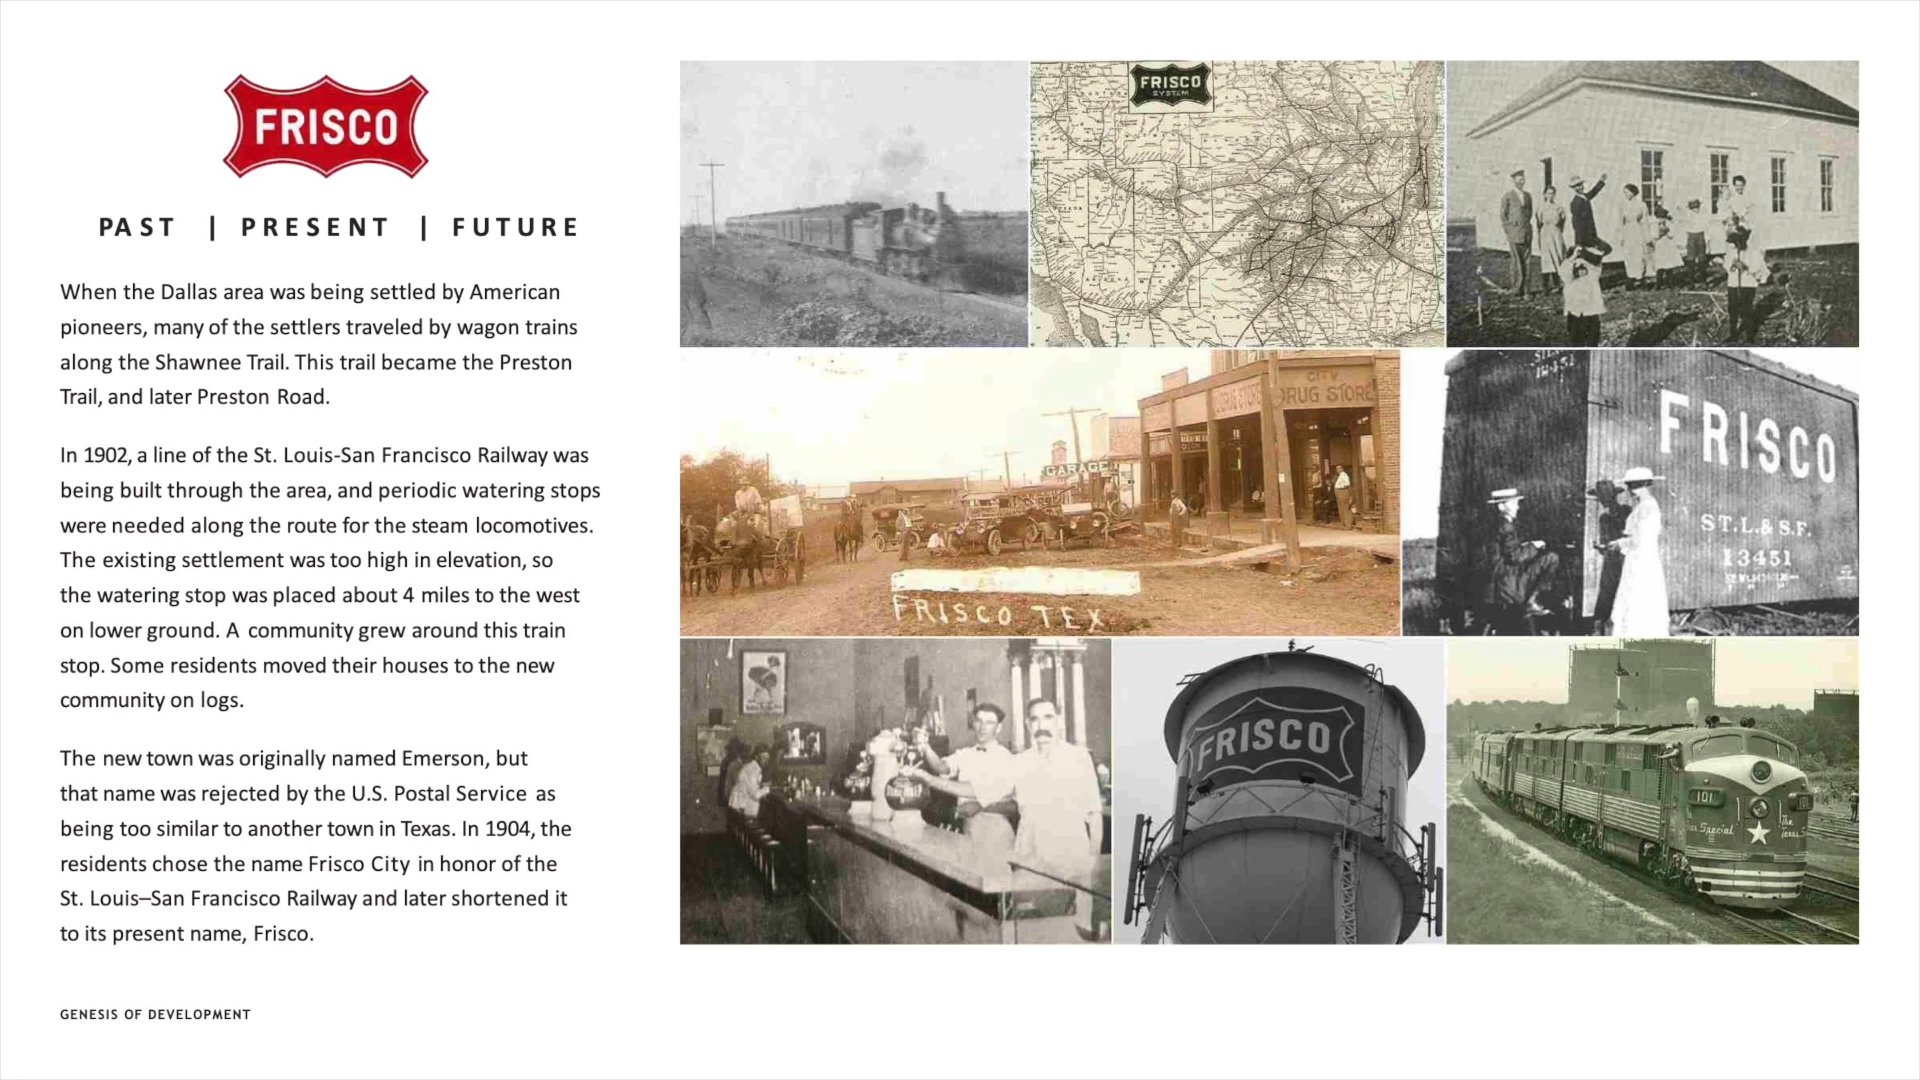 FRISCO
PAST | PRESENT | FUTURE
When the Dallas area was being settled by American
pioneers, many of the settlers traveled by wagon trains
along the Shawnee Trail. This trail became the Preston
Trail, and later Preston Road.
In 1902, a line of the St. Louis-San Francisco Railway was
being built through the area, and periodic watering stops
were needed along the route for the steam locomotives.
The existing settlement was too high in elevation, so
the watering stop was placed about 4 miles to the west
on lower ground. A community grew around this train
stop. Some residents moved their houses to the new
community on logs.
The new town was originally named Emerson, but
that name was rejected by the U.S. Postal Service as
being too similar to another town in Texas. In 1904, the
residents chose the name Frisco City in honor of the
St. Louis–San Francisco Railway and later shortened it
to its present name, Frisco.
GENESIS OF DEVELOPMENT
FRISCO
SYSTEM
CITY
DRUG STORE
DRUG STORE
GARAGE
FRISCO TEX
FRISCO
ST.L.& S.F.
13451
FRISCO
101
Special
The